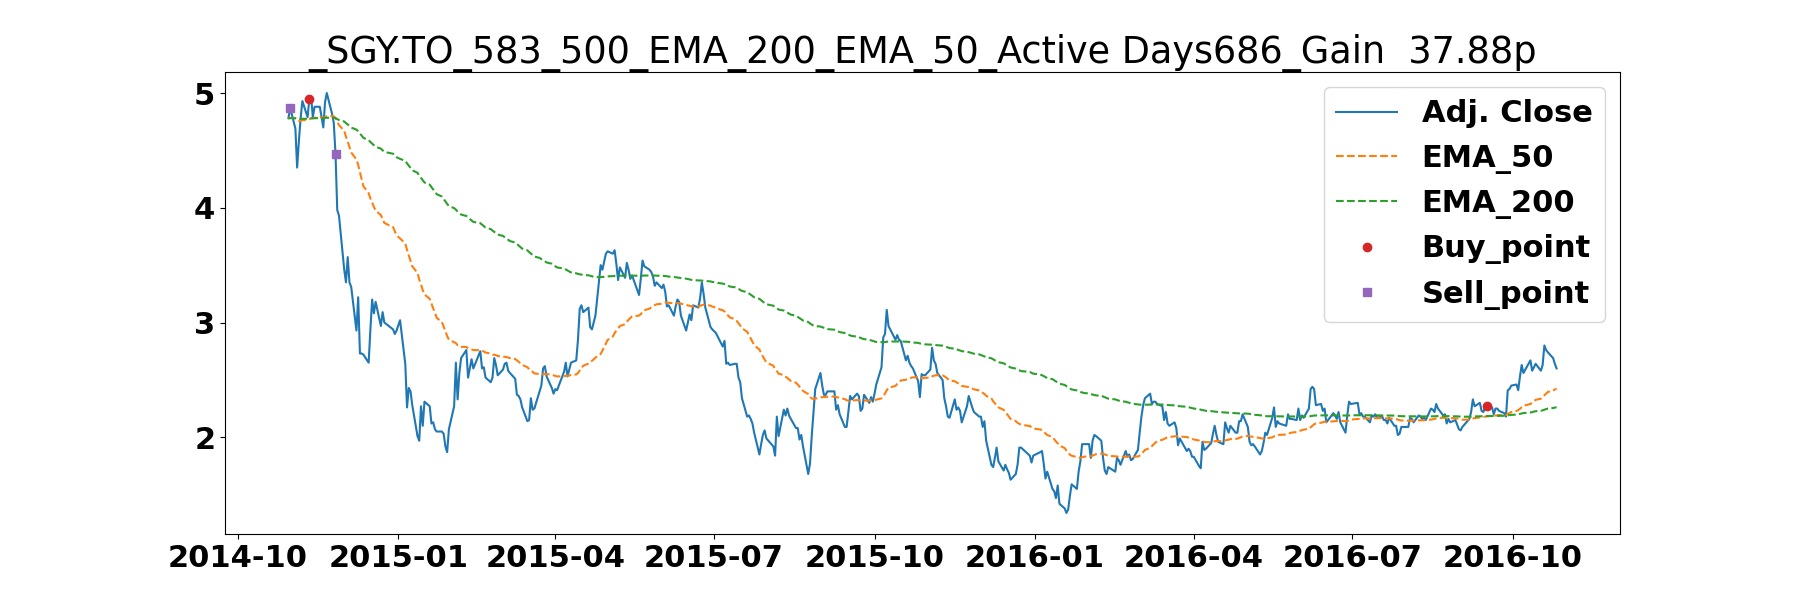 _SGY.TO_583_500_EMA_200_EMA_50_Active Days686_Gain  37.88p
5
4
3
2
Adj. Close
EMA_50
EMA_200
Buy_point
Sell_point
2014-10 2015-01 2015-04 2015-07 2015-10 2016-01 2016-04 2016-07 2016-10